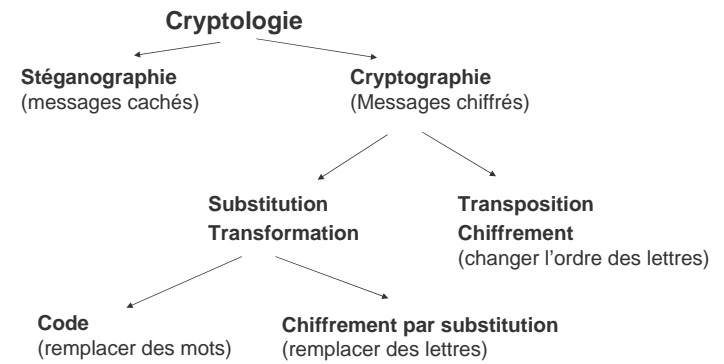 Cryptologie
Stéganographie
(messages cachés)
Cryptographie
(Messages chiffrés)
Substitution
Transformation
Transposition
Chiffrement
(changer l’ordre des lettres)
Code
(remplacer des mots)
Chiffrement par substitution
(remplacer des lettres)